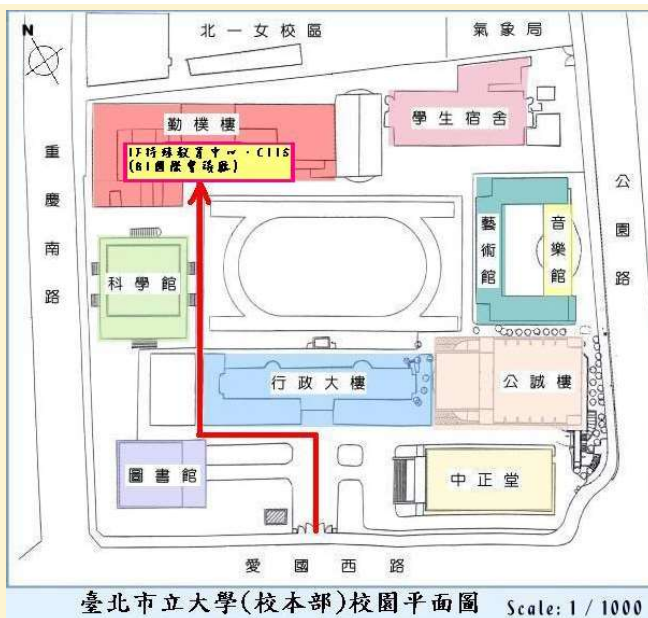 N
北一女校區
氣象局
勤樸樓
1F特殊教育中心．CIIS
(B1國際會議廳)
學生宿舍
重慶南路
公園路
藝術館
音樂館
科學館
行政大樓
公誠樓
圖書館
中正堂
愛國西路
臺北市立大學(校本部)校園平面圖 Scale: 1 / 1000